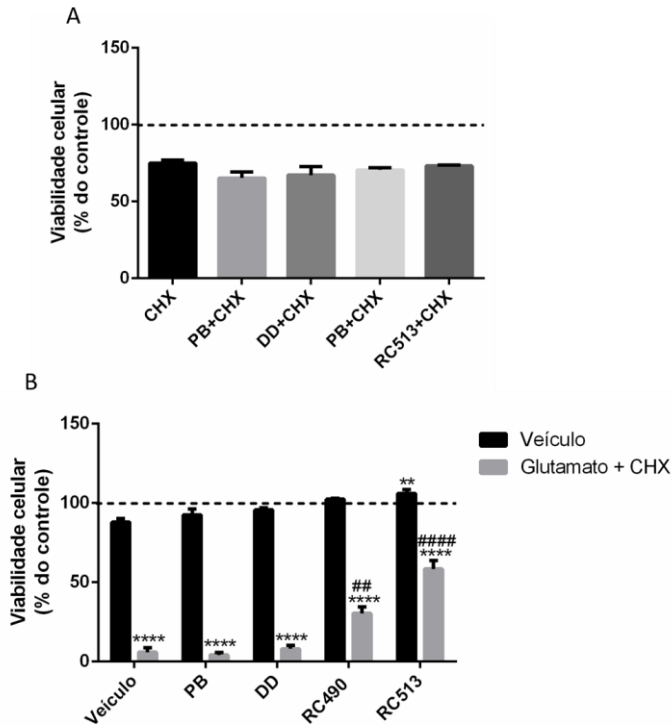 A
Viabilidade celular
(% do controle)
150
100
50
0
CHX
PB+CHX
DD+CHX
PB+CHX
RC513+CHX
B
Viabilidade celular
(% do controle)
150
100
50
0
****
****
****
##
****
**
####
****
Veículo
PB
DD
RC490
RC513
Veículo
Glutamato + CHX